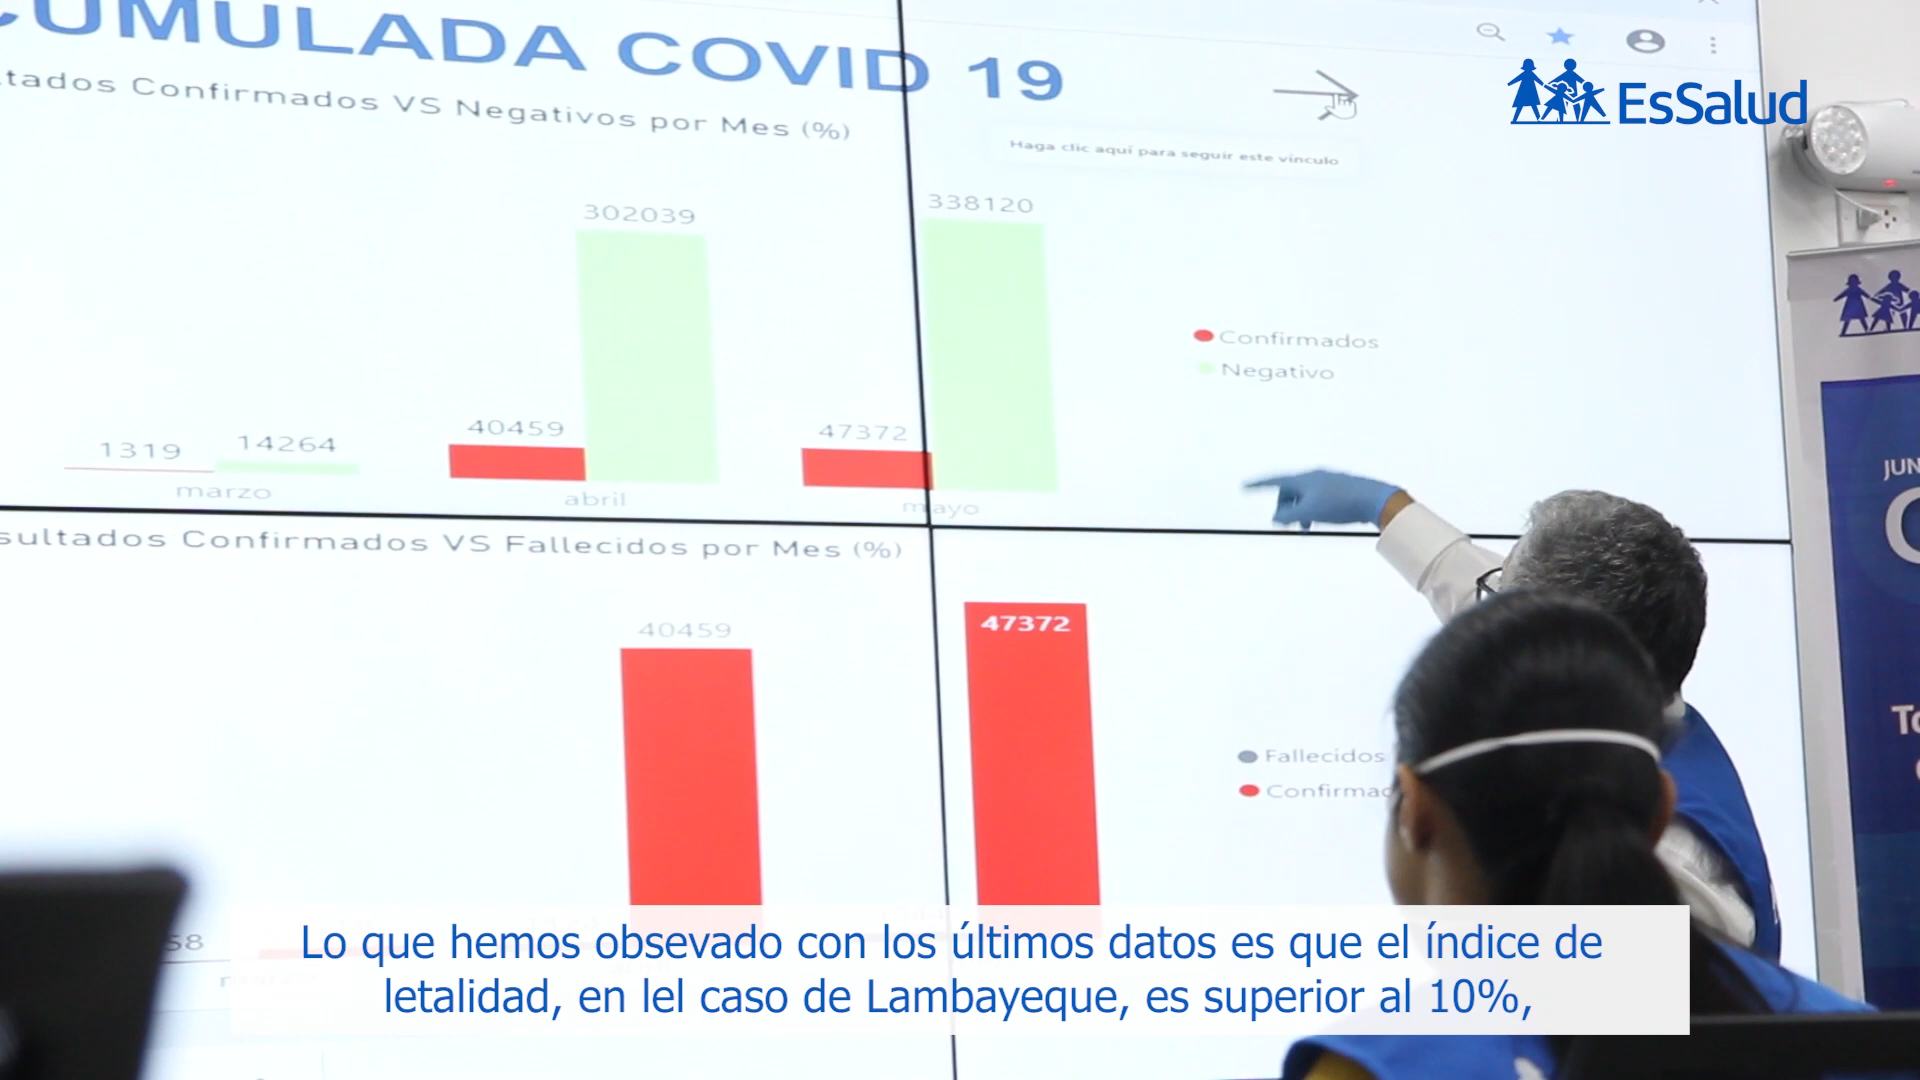 CUMULADA COVID 19
tados Confirmados VS Negativos por Mes (%)
EsSalud
Haga clic aquí para seguir este vínculo
302039
338120
Confirmados
Negativo
40459
47372
1319
14264
marzo
abril
mayo
JUN
sultados Confirmados VS Fallecidos por Mes (%)
40459
47372
Fallecidos
Confirmad
58
Lo que hemos obsevado con los últimos datos es que el índice de
letalidad, en lel caso de Lambayeque, es superior al 10%,